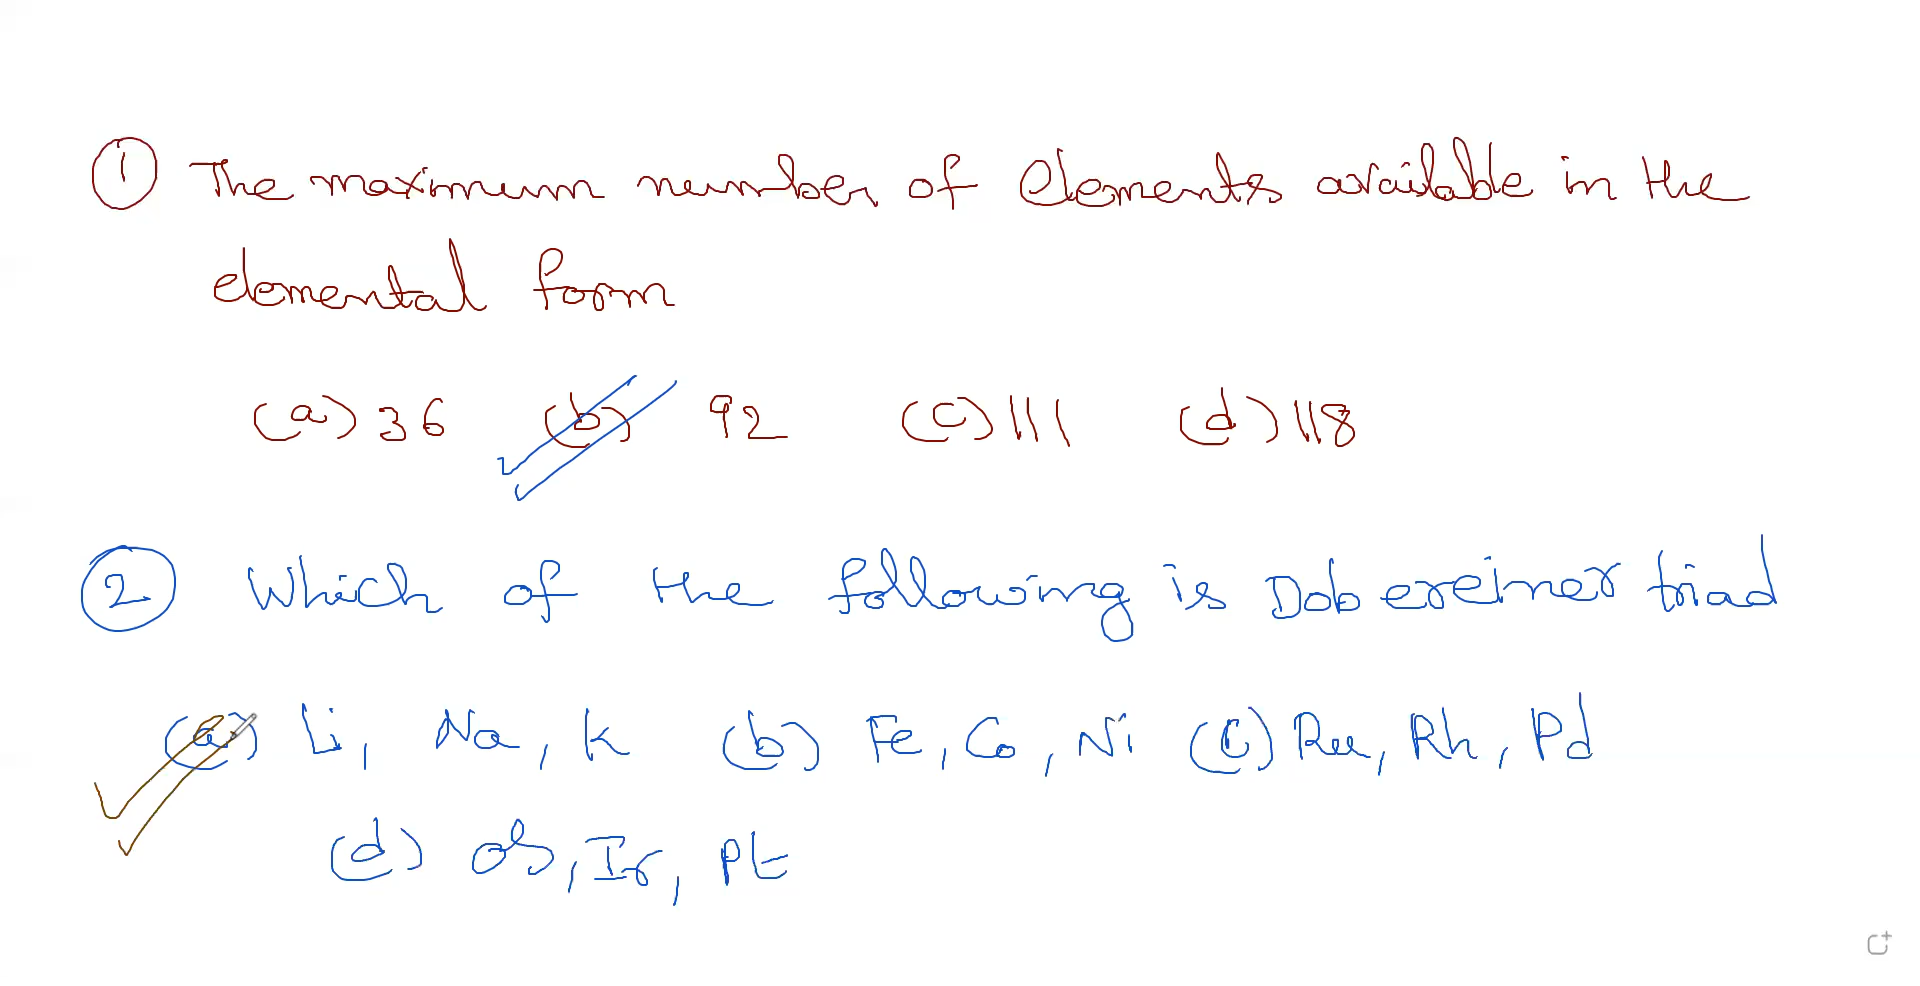 ① The maximum number of elements available in the
elemental form
(a) 36 (b) 92 (c) 111 (d) 118
② Which of the following is Dobereiner triad
(a) Li, Na, K (b) Fe, Co, Ni (c) Ru, Rh, Pd
(d) Os, Ir, Pt